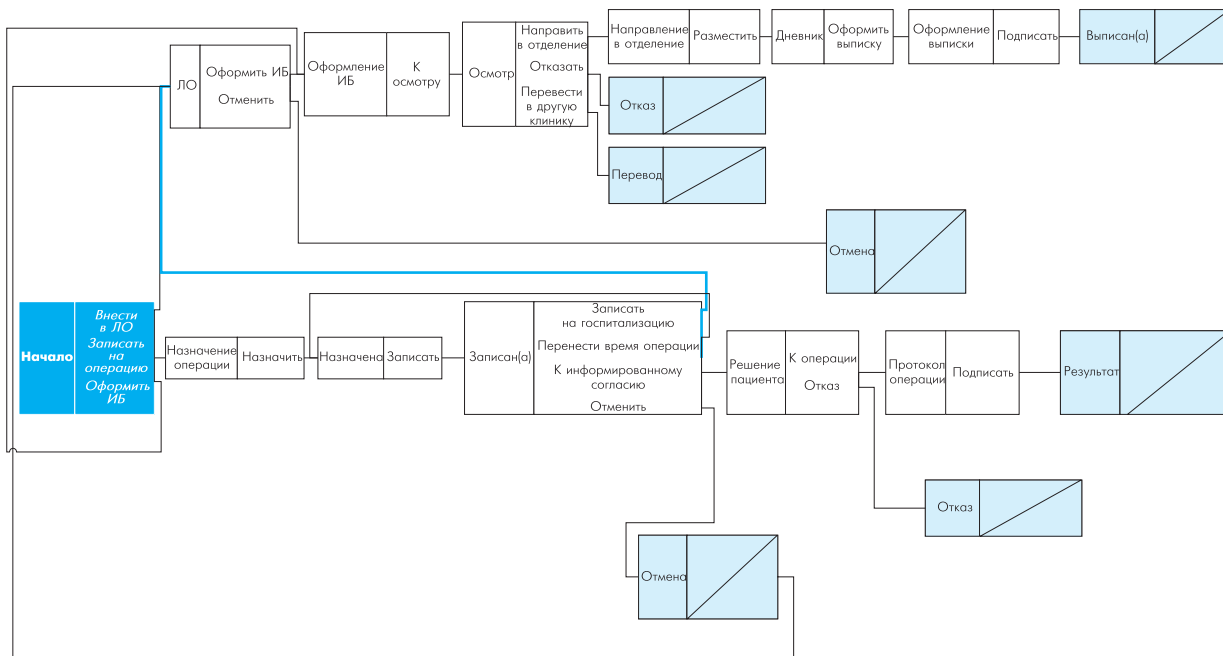 Направить
в отделение
Отказать
Перевести
в другую
клинику
Направление
в отделение
Разместить
Дневник
Оформить
выписку
Оформление
выписки
Подписать
Выписан(а)
ЛО
Оформить ИБ
Отменить
Оформление
ИБ
К
осмотру
Осмотр
Отказ
Перевод
Отмена
Начало
Внести
в ЛО
Записать
на
операцию
Оформить
ИБ
Назначение
операции
Назначить
Назначена
Записать
Записан(а)
Записать
на госпитализацию
Перенести время операции
К информированному
согласию
Отменить
Решение
пациента
К операции
Отказ
Протокол
операции
Подписать
Результат
Отказ
Отмена